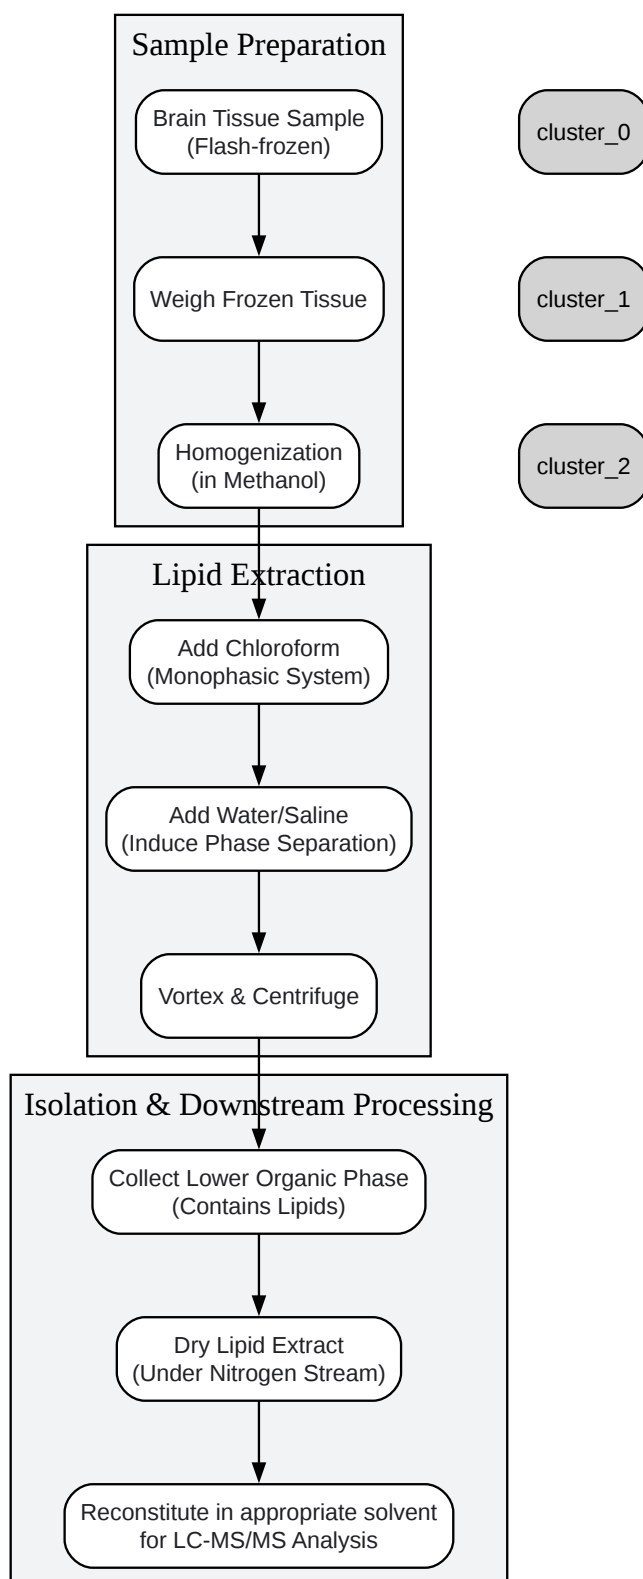 Sample Preparation
Brain Tissue Sample
(Flash-frozen)
cluster_0
Weigh Frozen Tissue
cluster_1
Homogenization
(in Methanol)
cluster_2
Lipid Extraction
Add Chloroform
(Monophasic System)
Add Water/Saline
(Induce Phase Separation)
Vortex & Centrifuge
Isolation & Downstream Processing
Collect Lower Organic Phase
(Contains Lipids)
Dry Lipid Extract
(Under Nitrogen Stream)
Reconstitute in appropriate solvent
for LC-MS/MS Analysis